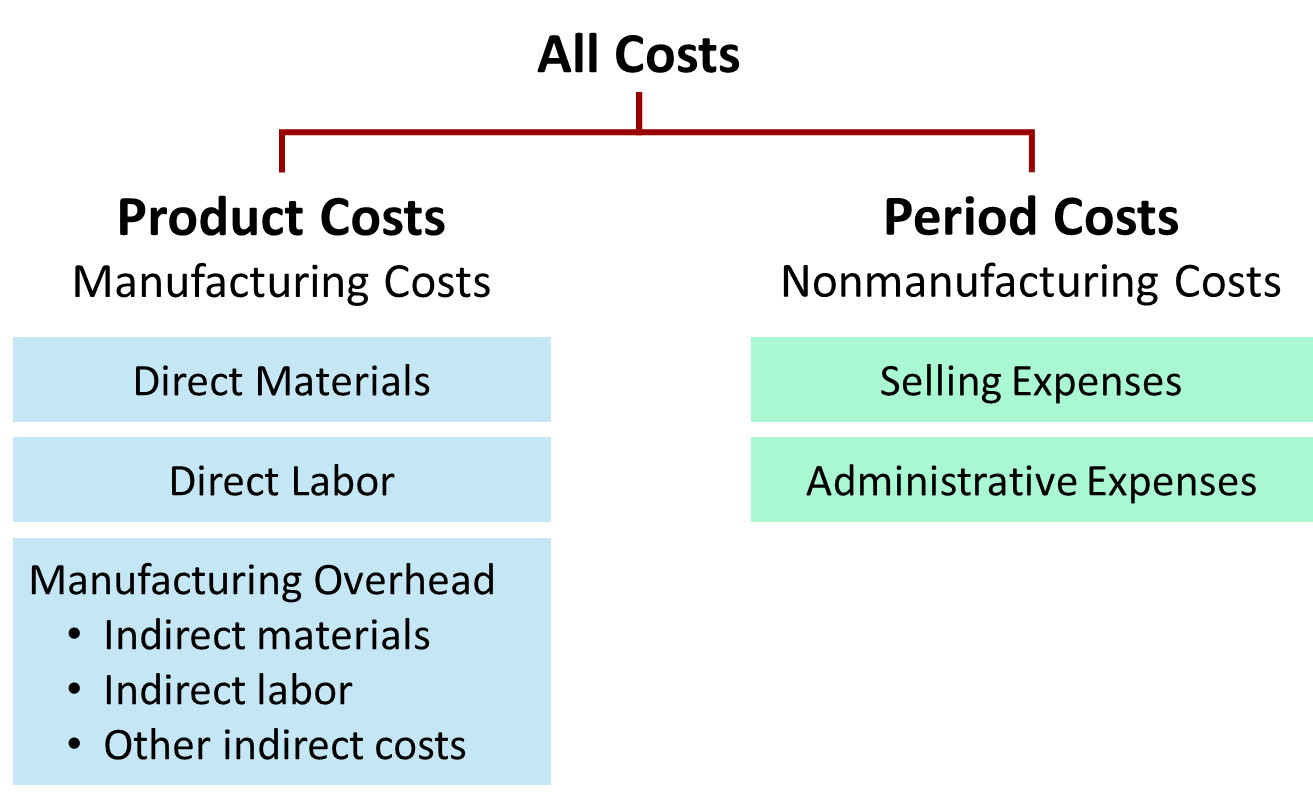 All Costs
Product Costs
Manufacturing Costs
Direct Materials
Direct Labor
Manufacturing Overhead
• Indirect materials
• Indirect labor
• Other indirect costs
Period Costs
Nonmanufacturing Costs
Selling Expenses
Administrative Expenses